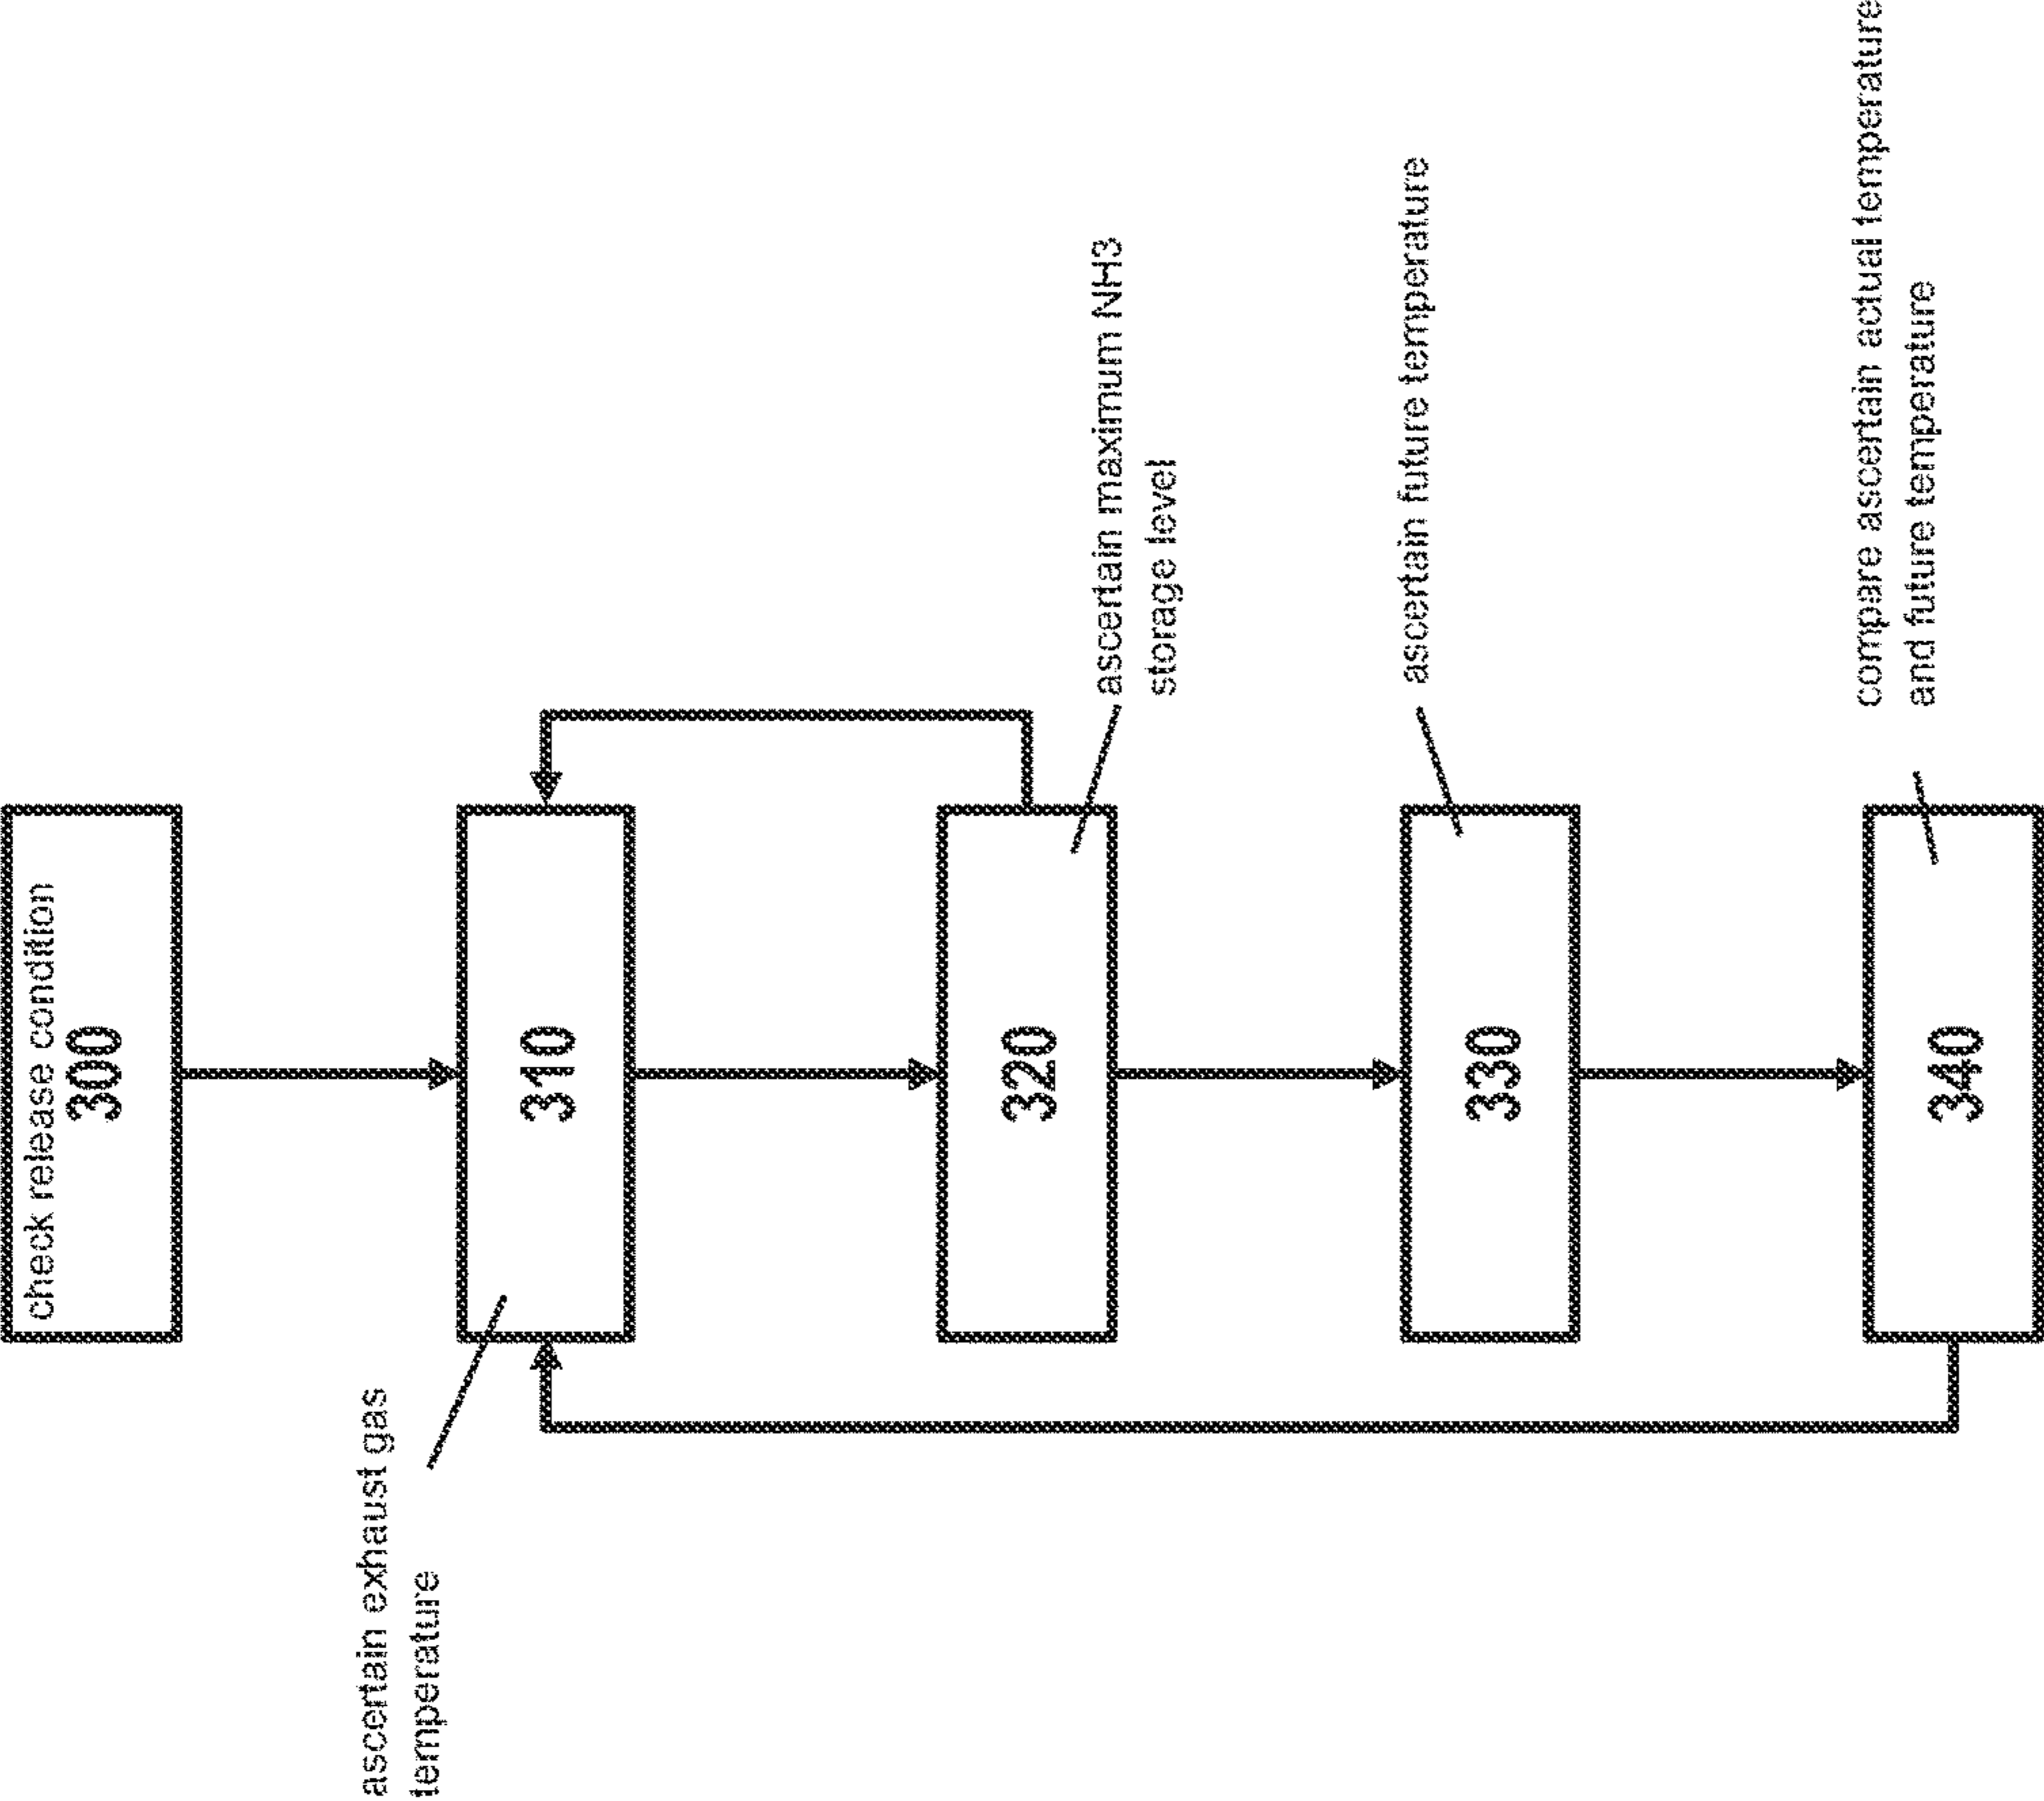 check release condition
300
ascertain exhaust gas
temperature
310
320
ascertain maximum NH3
storage level
330
ascertain future temperature
340
compare ascertain actual temperature
and future temperature